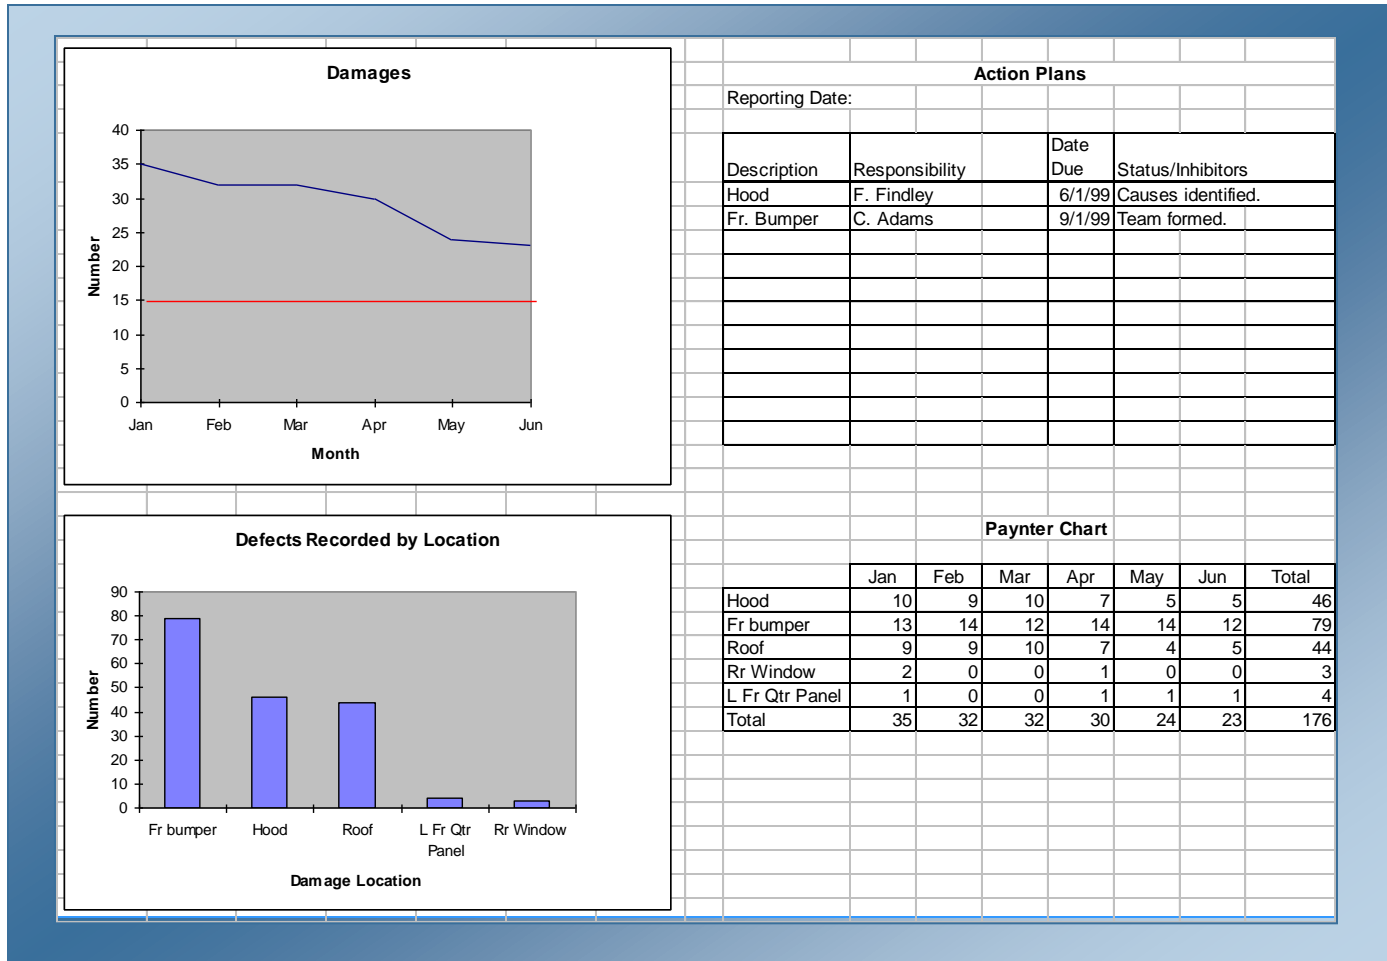 Damages
40
35
30
25
20
15
10
5
0
Number
Jan Feb Mar Apr May Jun
Month
Action Plans
Reporting Date:
Description Responsibility Date Due Status/Inhibitors
Hood F. Findley 6/1/99 Causes identified.
Fr. Bumper C. Adams 9/1/99 Team formed.
Defects Recorded by Location
90
80
70
60
50
40
30
20
10
0
Number
Fr bumper Hood Roof L Fr Qtr Panel Rr Window
Damage Location
Paynter Chart
Jan Feb Mar Apr May Jun Total
Hood 10 9 10 7 5 5 46
Fr bumper 13 14 12 14 14 12 79
Roof 9 9 10 7 4 5 44
Rr Window 2 0 0 1 0 0 3
L Fr Qtr Panel 1 0 0 1 1 1 4
Total 35 32 32 30 24 23 176